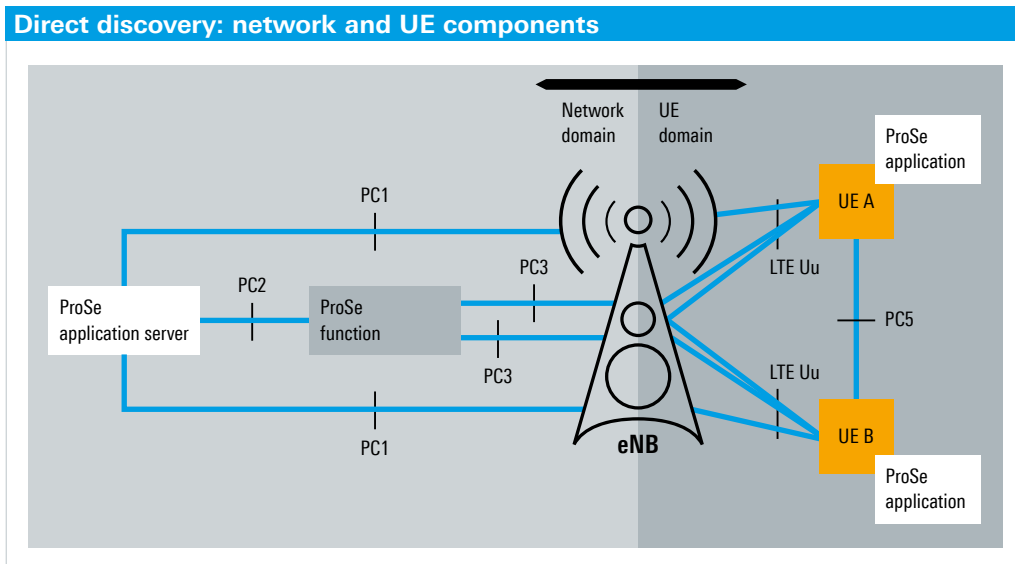 Direct discovery: network and UE components
Network
domain
UE
domain
ProSe
application
PC1
UE A
PC3
LTE Uu
PC2
ProSe
application server
ProSe
function
PC5
PC3
LTE Uu
PC1
eNB
UE B
ProSe
application